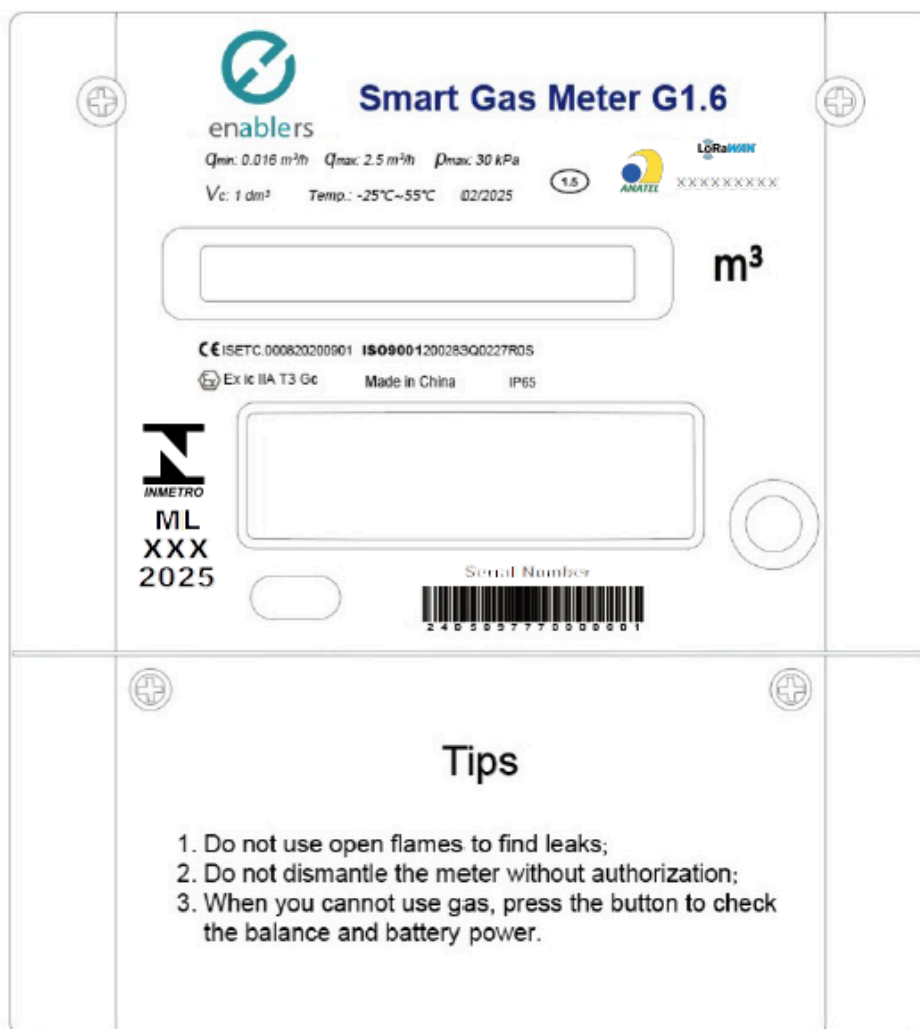 enablers
Smart Gas Meter G1.6
qmin: 0.016 m³/h qmax: 2.5 m³/h pmax: 30 kPa
1.5
ANATEL
LoRaWAN
XXXXXXXXX
Vc: 1 dm³ Temp.: -25℃~55℃ 02/2025
m³
CE ISETC.000820200901 ISO9001 200283Q0227R0S
Ex Ex ic IIA T3 Gc Made in China IP65
INMETRO
ML
XXX
2025
Serial Number
Tips
1. Do not use open flames to find leaks;
2. Do not dismantle the meter without authorization;
3. When you cannot use gas, press the button to check
the balance and battery power.